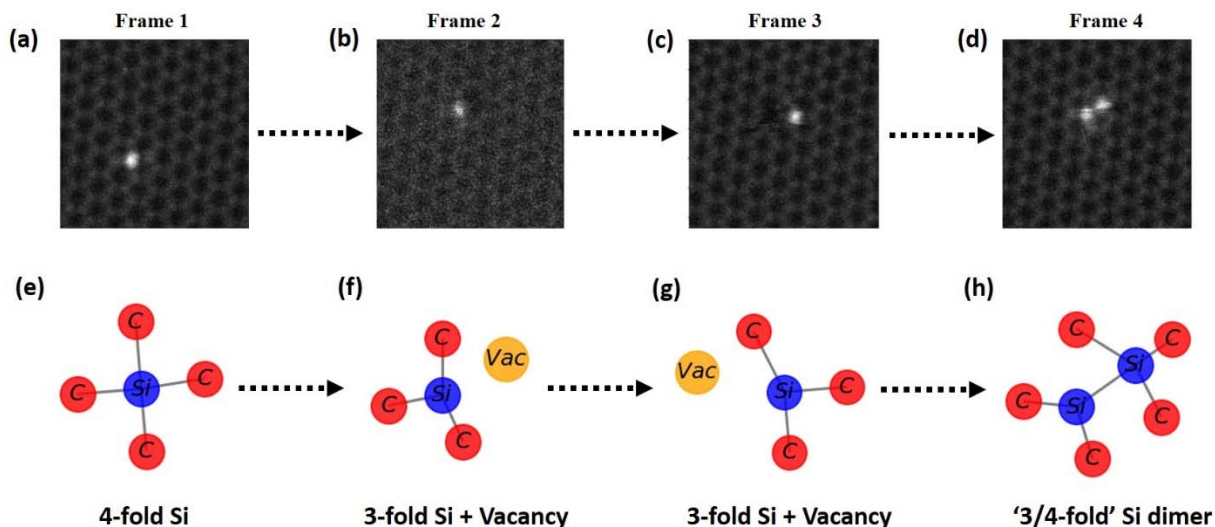 Frame 1 Frame 2 Frame 3 Frame 4
(a) (b) (c) (d)
(e) (f) (g) (h)
C C Si C C
C Vac Si C C
C Vac Si C C
C C Si C Si C C
4-fold Si 3-fold Si + Vacancy 3-fold Si + Vacancy ‘3/4-fold’ Si dimer